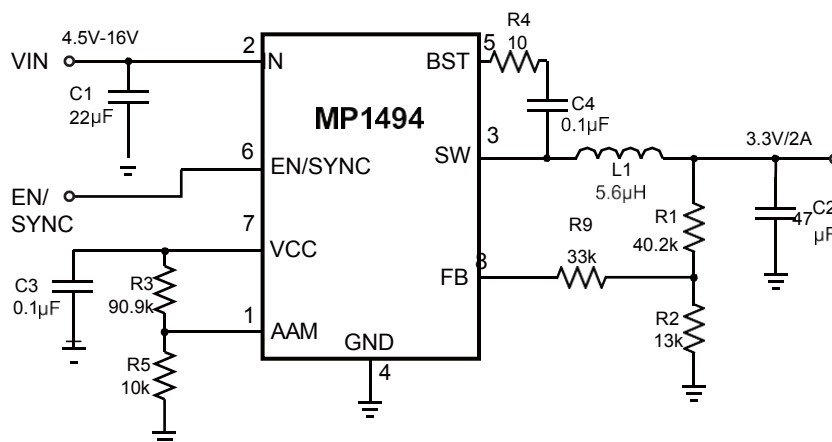 4.5V-16V
VIN
C1
22µF
2
IN
MP1494
BST
5
R4
10
C4
0.1µF
3
SW
L1
5.6µH
3.3V/2A
6
EN/SYNC
EN/
SYNC
7
VCC
C3
0.1µF
R3
90.9k
1
AAM
R5
10k
GND
4
FB
8
R9
33k
R1
40.2k
R2
13k
C2
47
µF